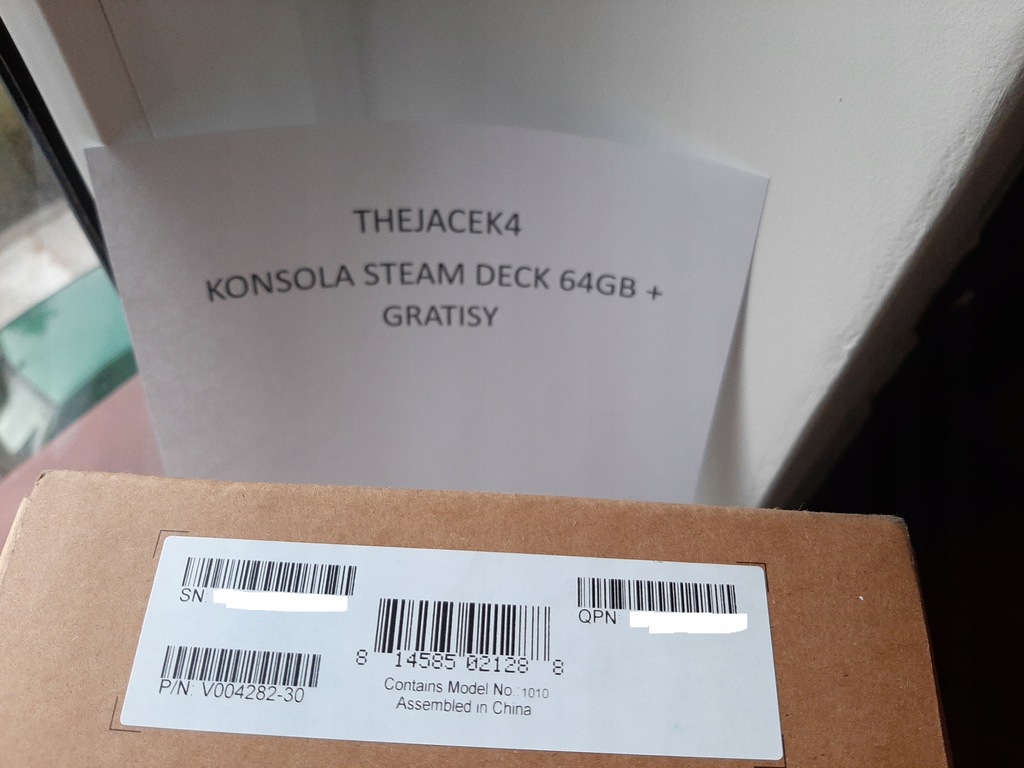 THEJACEK4
KONSOLA STEAM DECK 64GB +
GRATISY
SN:
QPN:
8 14585 02128 8
P/N: V004282-30
Contains Model No.:1010
Assembled in China